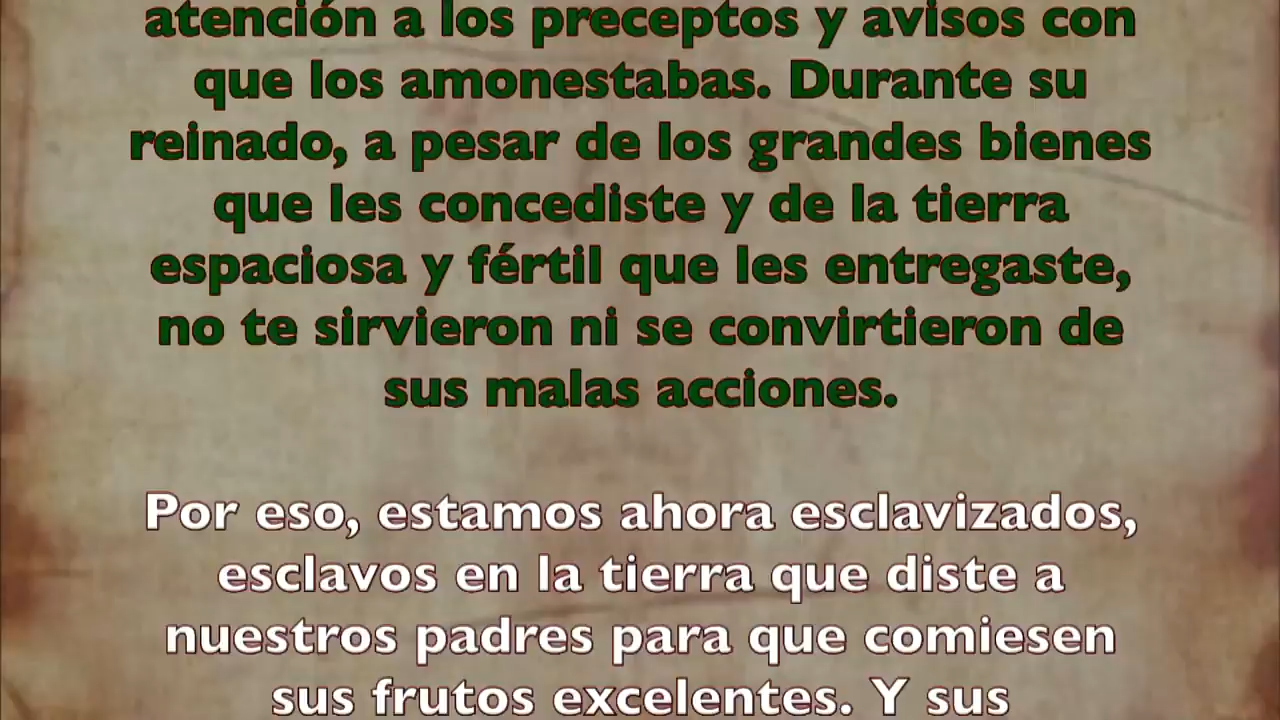 atención a los preceptos y avisos con
que los amonestabas. Durante su
reinado, a pesar de los grandes bienes
que les concediste y de la tierra
espaciosa y fértil que les entregaste,
no te sirvieron ni se convirtieron de
sus malas acciones.
Por eso, estamos ahora esclavizados,
esclavos en la tierra que diste a
nuestros padres para que comiesen
sus frutos excelentes. Y sus